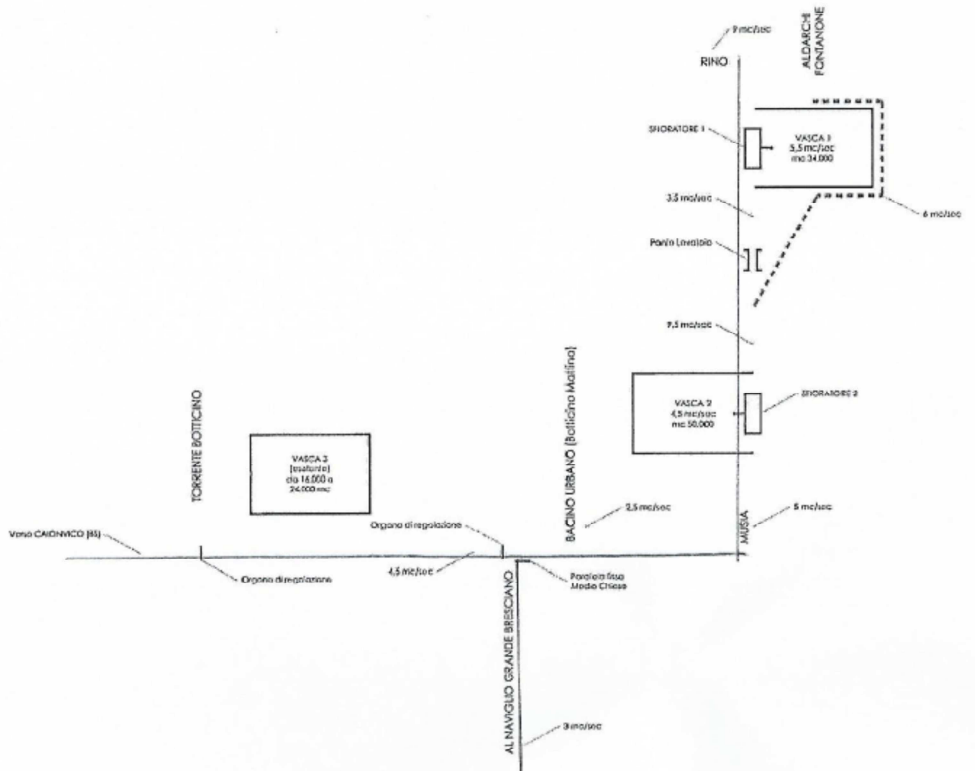 9 mc/sec
RINO
ALDARCHI
FONTANONE
SFIORATORE 1
VASCA 1
5,5 mc/sec
mc 34.000
3,5 mc/sec
6 mc/sec
Ponte Lavatoio
9,5 mc/sec
VASCA 2
4,5 mc/sec
mc 50.000
SFIORATORE 2
TORRENTE BOTTICINO
VASCA 3
(esistente)
da 16.000 a
24.000 mc
BACINO URBANO (Botticino Mattina)
2,5 mc/sec
5 mc/sec
MUSIA
Organo di regolazione
Verso CAIONVICO (BS)
Organo di regolazione
4,5 mc/sec
Paratoia fissa
Medio Chiese
AL NAVIGLIO GRANDE BRESCIANO
3 mc/sec